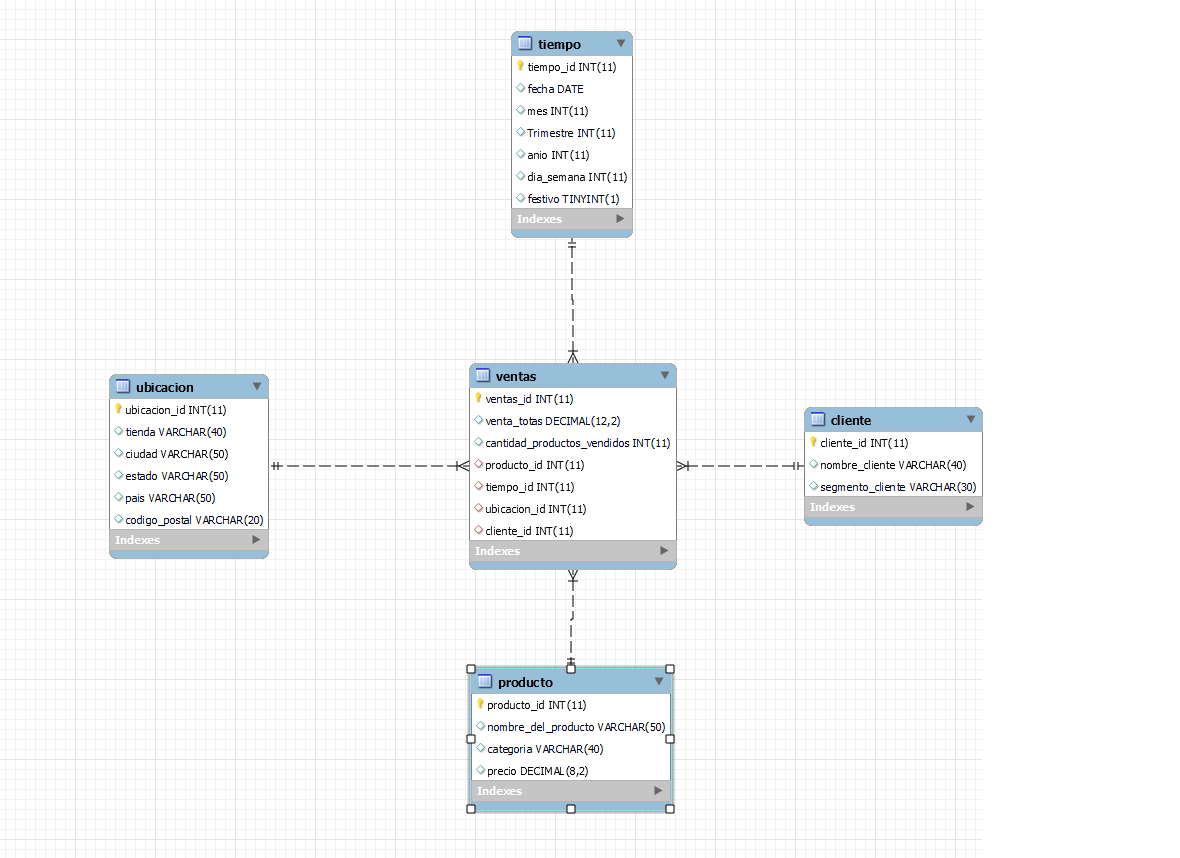 tiempo
tiempo_id INT(11)
fecha DATE
mes INT(11)
Trimestre INT(11)
anio INT(11)
dia_semana INT(11)
festivo TINYINT(1)
Indexes
ubicacion
ubicacion_id INT(11)
tienda VARCHAR(40)
ciudad VARCHAR(50)
estado VARCHAR(50)
pais VARCHAR(50)
codigo_postal VARCHAR(20)
Indexes
ventas
ventas_id INT(11)
venta_totas DECIMAL(12,2)
cantidad_productos_vendidos INT(11)
producto_id INT(11)
tiempo_id INT(11)
ubicacion_id INT(11)
cliente_id INT(11)
Indexes
cliente
cliente_id INT(11)
nombre_cliente VARCHAR(40)
segmento_cliente VARCHAR(30)
Indexes
producto
producto_id INT(11)
nombre_del_producto VARCHAR(50)
categoria VARCHAR(40)
precio DECIMAL(8,2)
Indexes